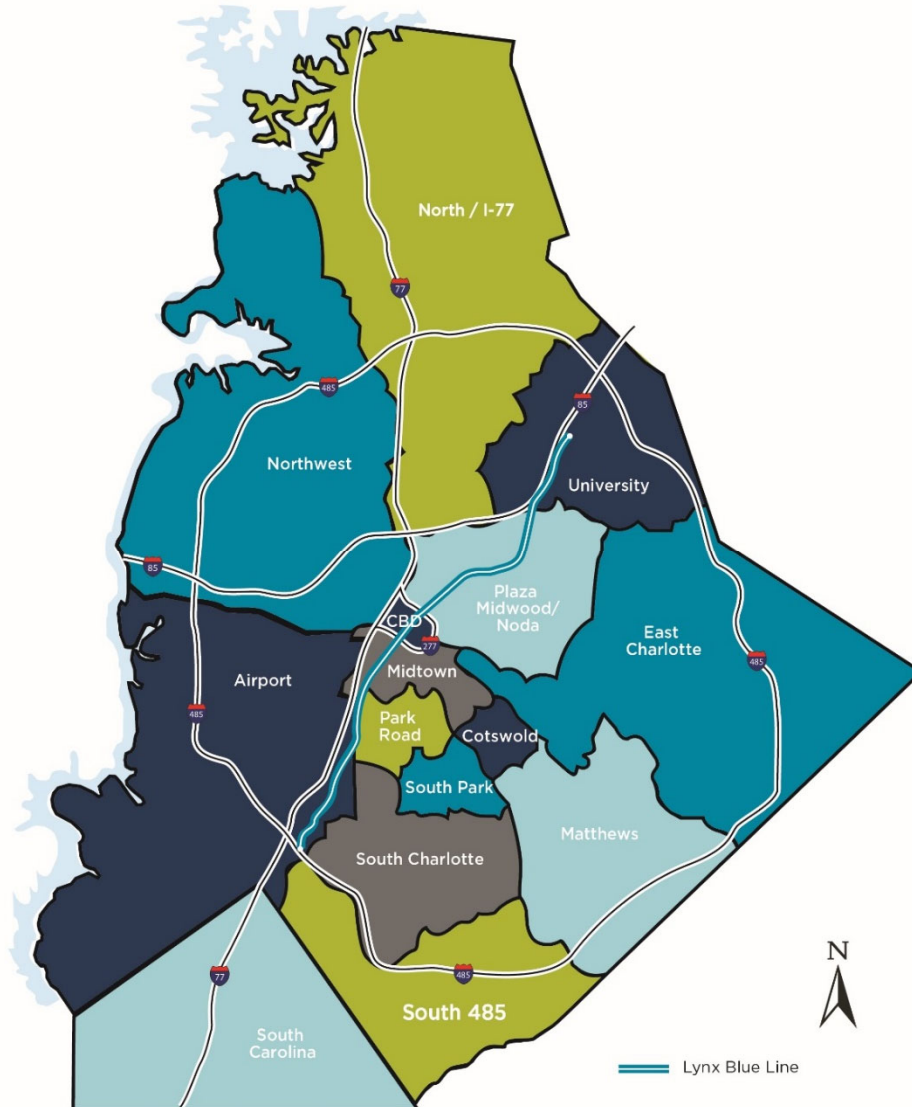 North / I-77
77
485
85
Northwest
University
85
Plaza
Midwood/
Noda
CBD
277
East
Charlotte
Midtown
485
Airport
Park
Road
Cotswold
485
South Park
Matthews
South Charlotte
N
77
485
South 485
South
Carolina
Lynx Blue Line